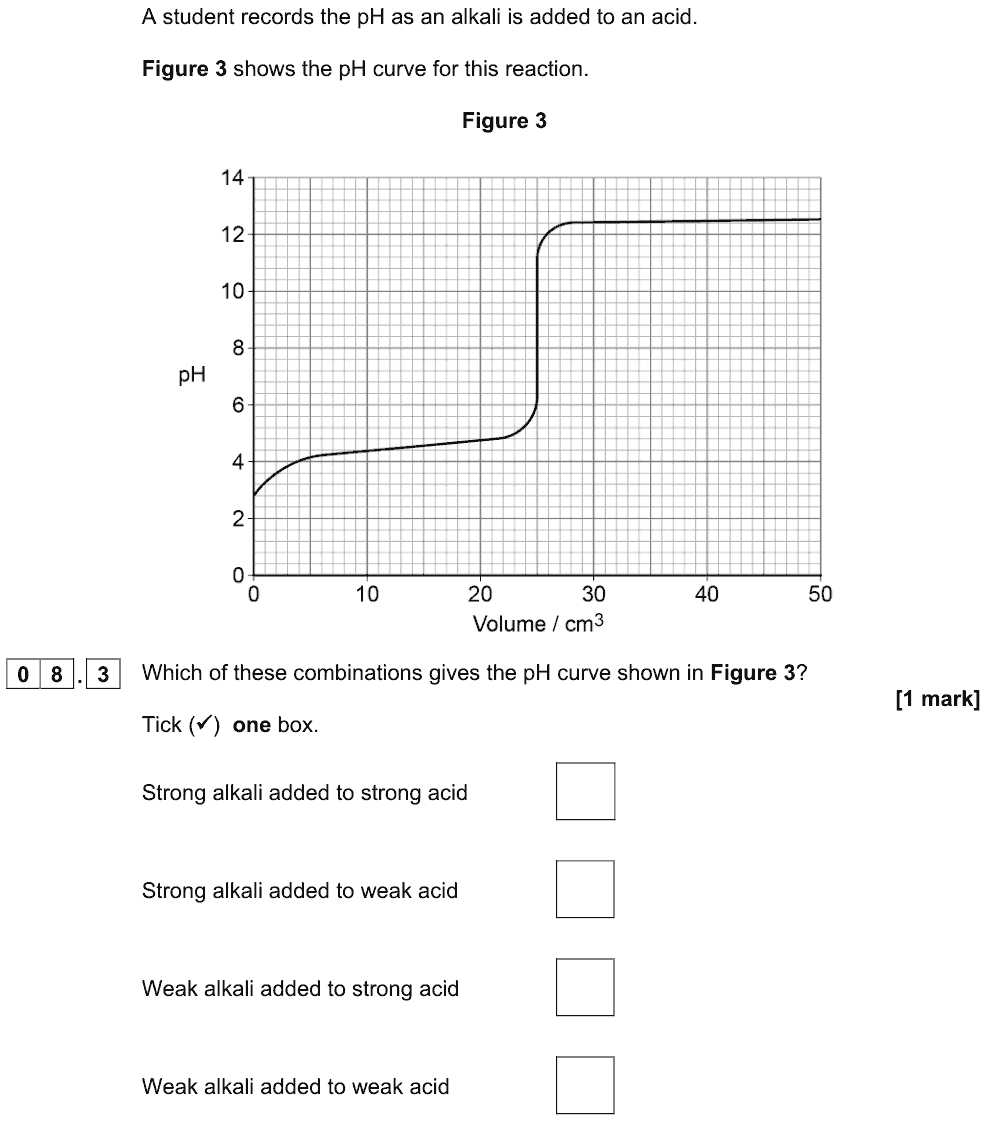 A student records the pH as an alkali is added to an acid.
Figure 3 shows the pH curve for this reaction.
Figure 3
14
12
10
8
pH
6
4
2
0
0 10 20 30 40 50
Volume / cm³
0 8 . 3 Which of these combinations gives the pH curve shown in Figure 3?
[1 mark]
Tick (✓) one box.
Strong alkali added to strong acid
Strong alkali added to weak acid
Weak alkali added to strong acid
Weak alkali added to weak acid